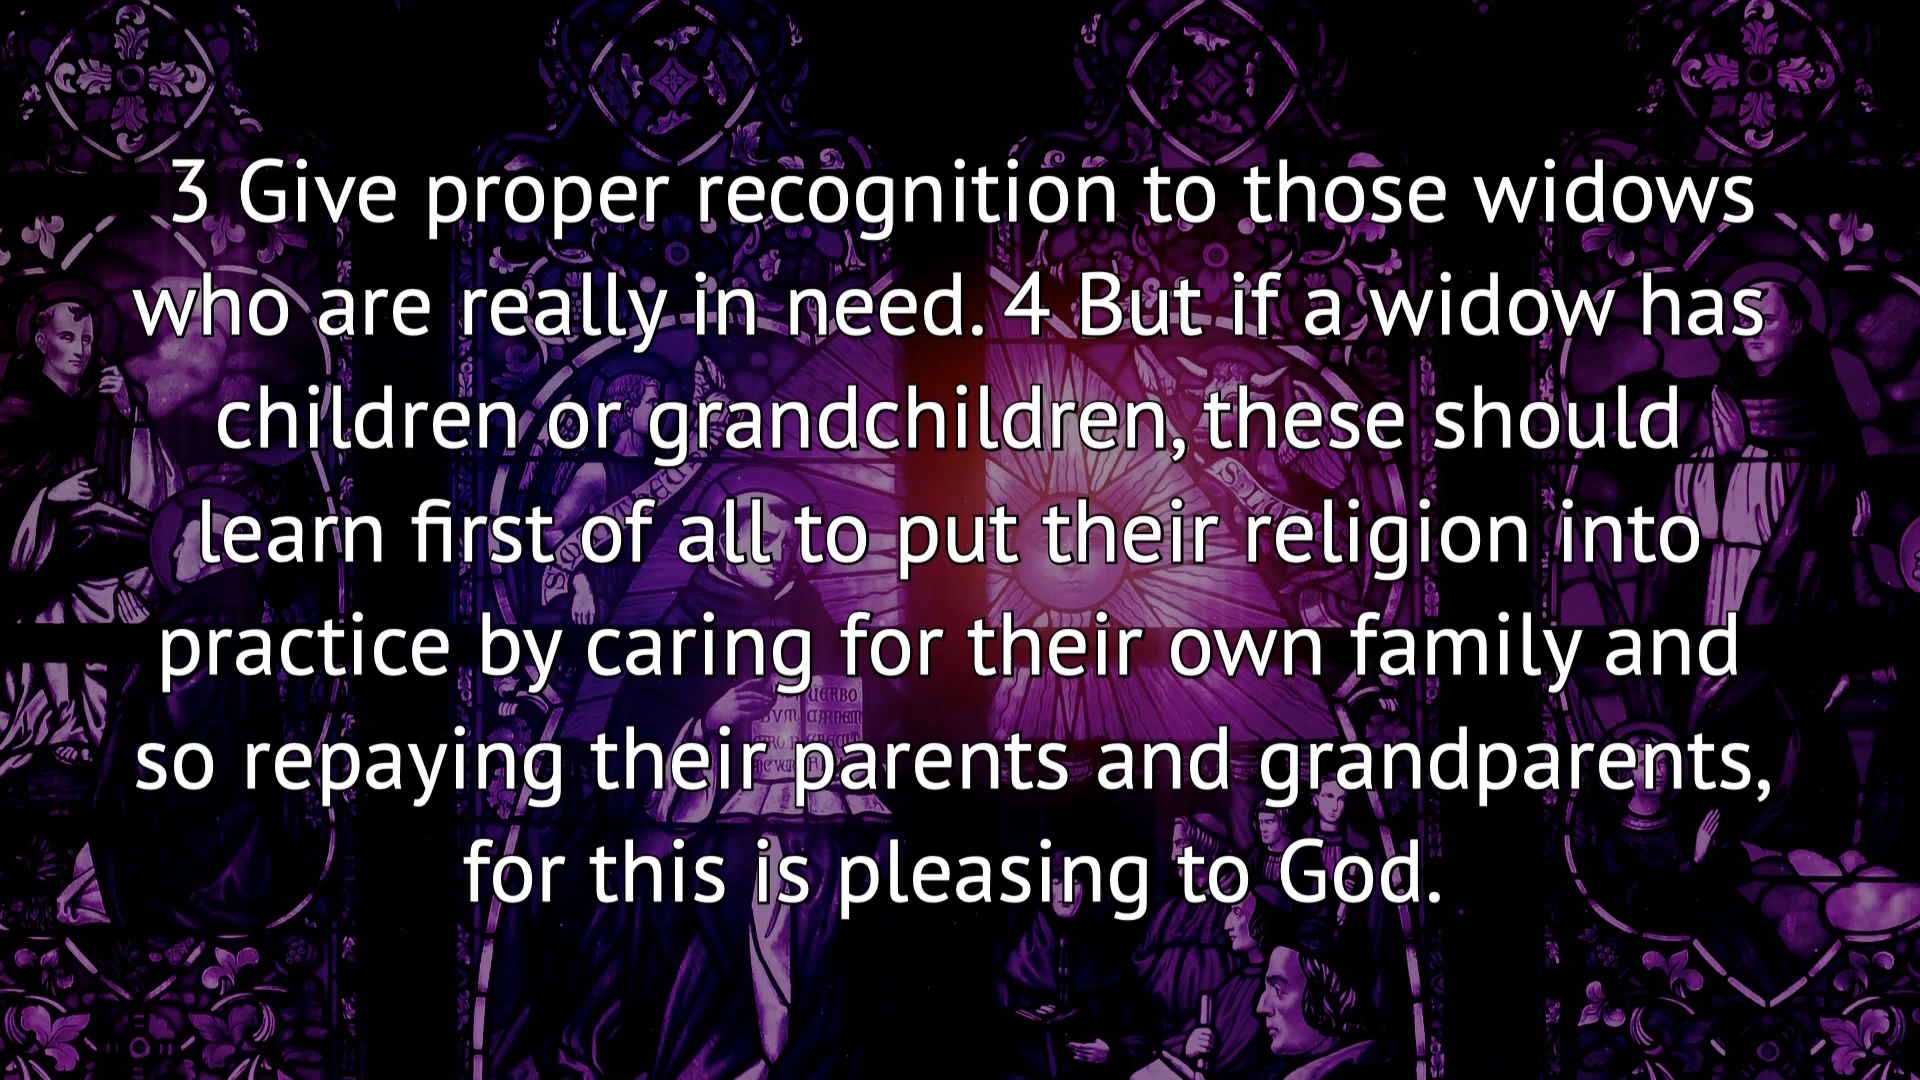 3 Give proper recognition to those widows
who are really in need. 4 But if a widow has
children or grandchildren, these should
learn first of all to put their religion into
practice by caring for their own family and
so repaying their parents and grandparents,
for this is pleasing to God.
UERBO
CARNEM